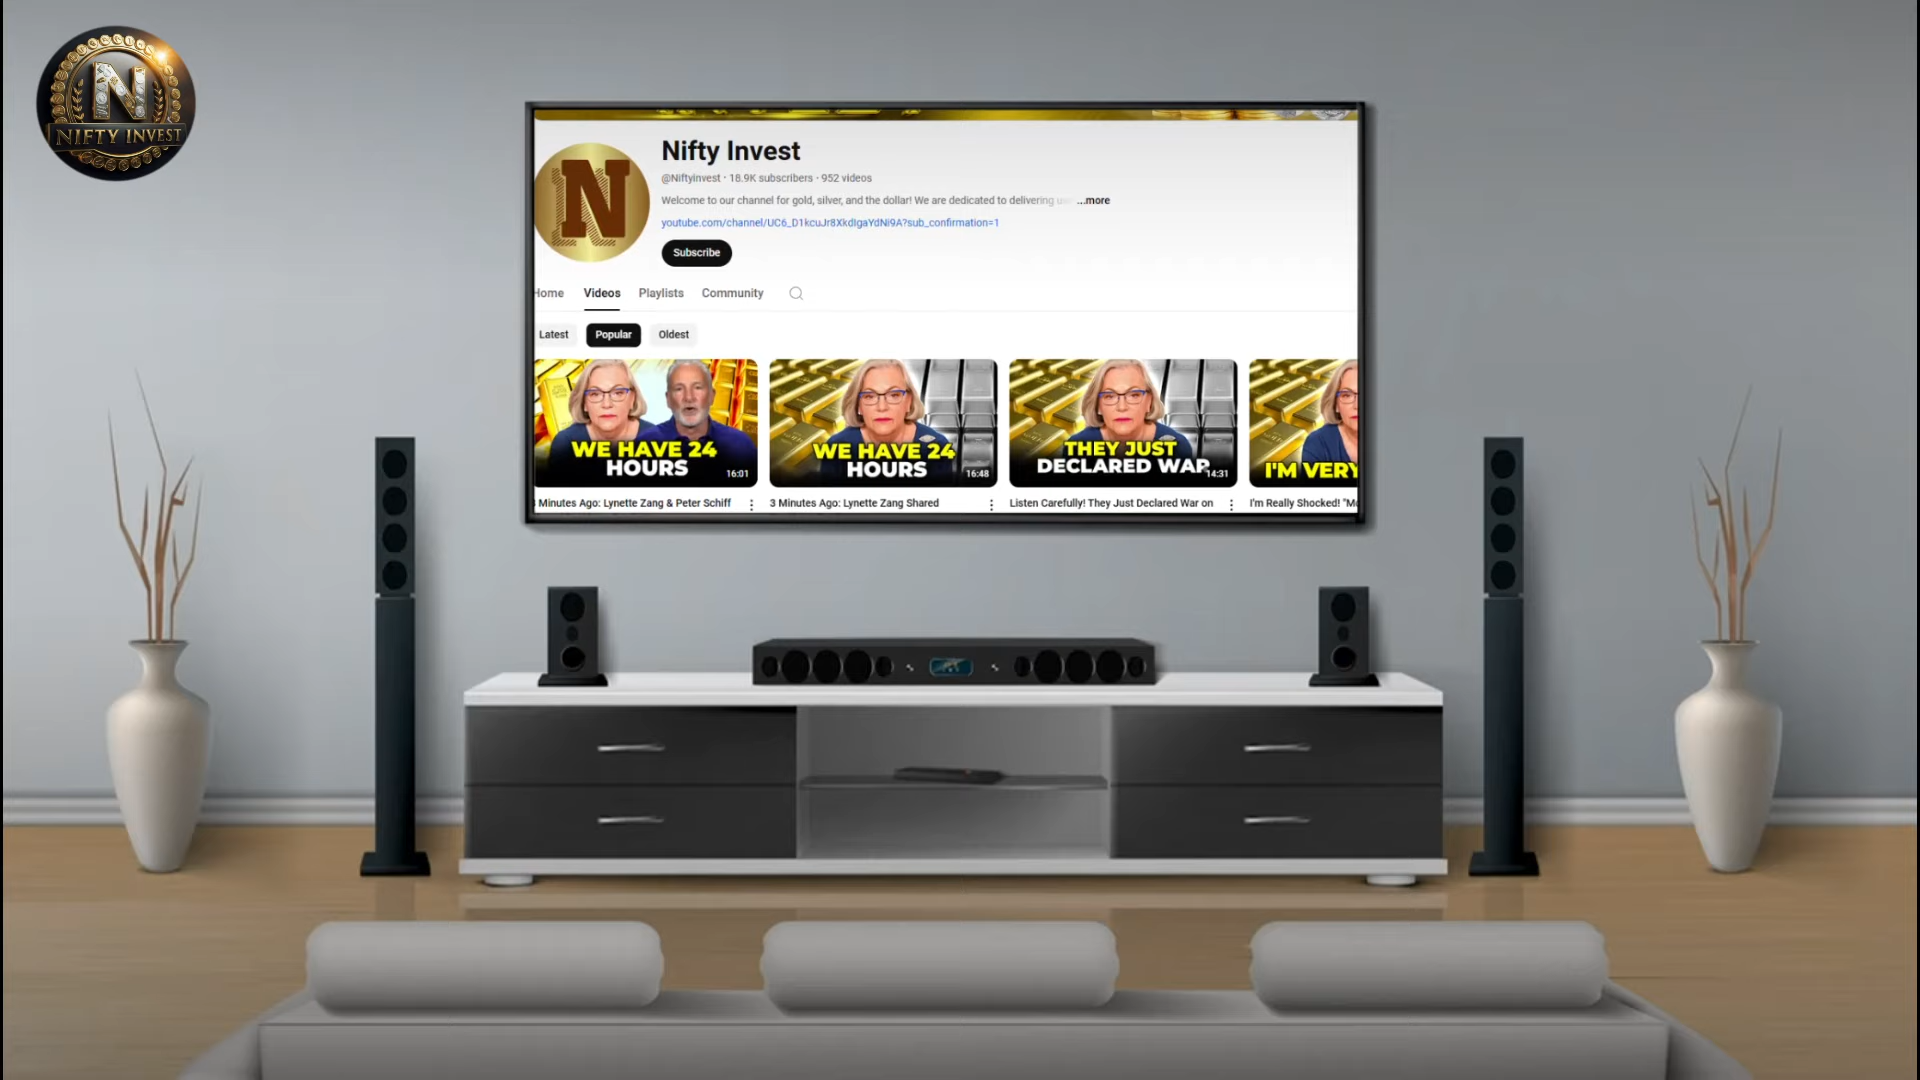 N
NIFTY INVEST
Nifty Invest
@Niftyinvest · 18.9K subscribers · 952 videos
Welcome to our channel for gold, silver, and the dollar! We are dedicated to delivering ...more
youtube.com/channel/UC6_D1kcuJr8XkdIgaYdNi9A?sub_confirmation=1
Subscribe
Home Videos Playlists Community
Latest Popular Oldest
N
WE HAVE 24
HOURS
16:01
WE HAVE 24
HOURS
16:48
THEY JUST
DECLARED WAR
14:31
I'M VERY
Minutes Ago: Lynette Zang & Peter Schiff
3 Minutes Ago: Lynette Zang Shared
Listen Carefully! They Just Declared War on
I'm Really Shocked!